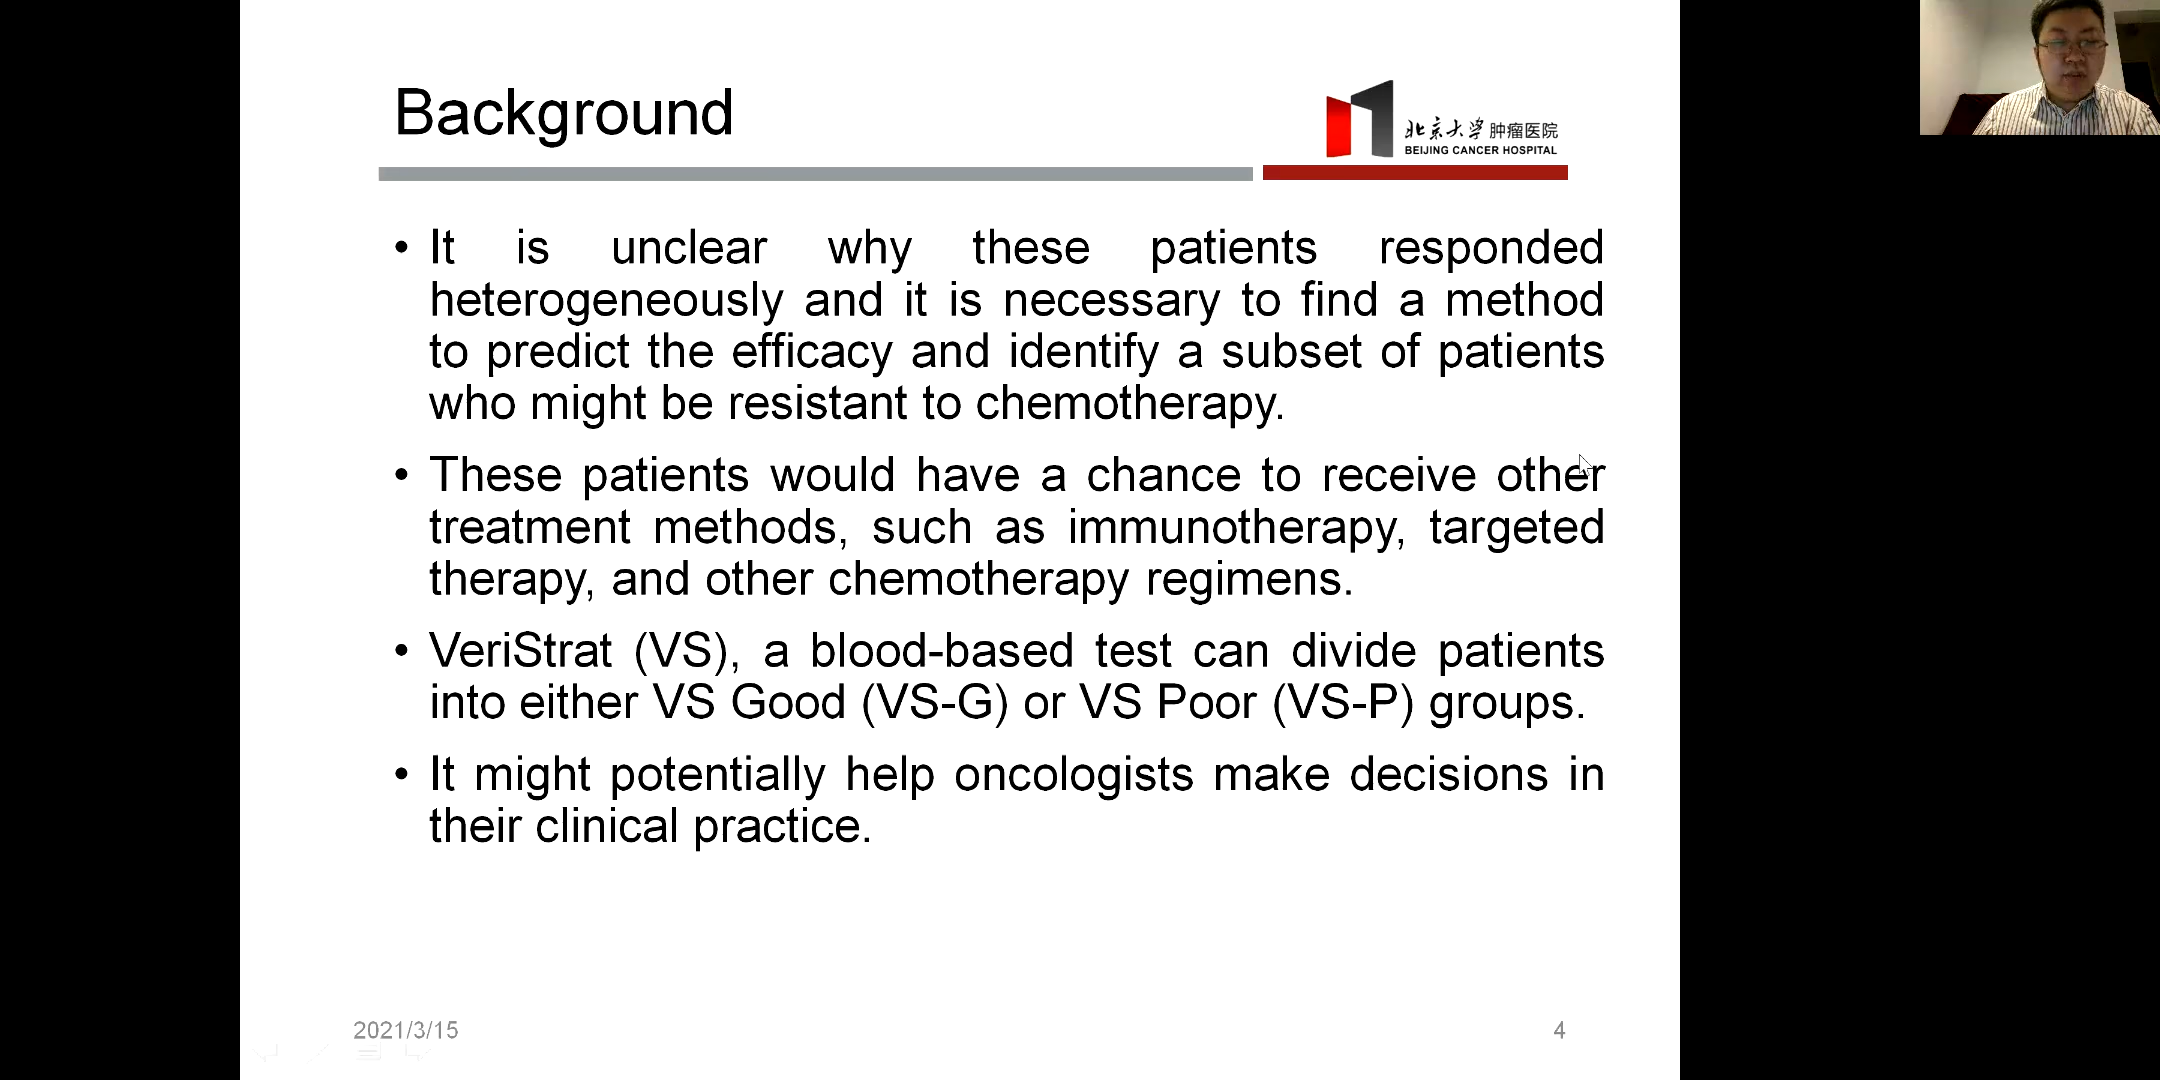 Background
北京大学肿瘤医院
BEIJING CANCER HOSPITAL
• It is unclear why these patients responded
heterogeneously and it is necessary to find a method
to predict the efficacy and identify a subset of patients
who might be resistant to chemotherapy.
• These patients would have a chance to receive other
treatment methods, such as immunotherapy, targeted
therapy, and other chemotherapy regimens.
• VeriStrat (VS), a blood-based test can divide patients
into either VS Good (VS-G) or VS Poor (VS-P) groups.
• It might potentially help oncologists make decisions in
their clinical practice.
2021/3/15
4